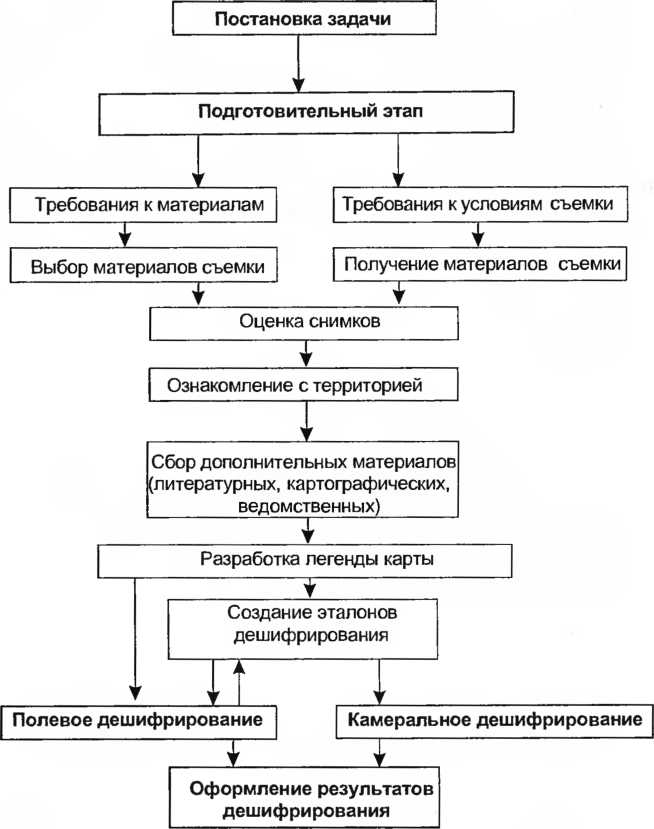 Постановка задачи
Подготовительный этап
Требования к материалам
Требования к условиям съемки
Выбор материалов съемки
Получение материалов съемки
Оценка снимков
Ознакомление с территорией
Сбор дополнительных материалов
(литературных, картографических,
ведомственных)
Разработка легенды карты
Создание эталонов
дешифрирования
Полевое дешифрирование
Камеральное дешифрирование
Оформление результатов
дешифрирования